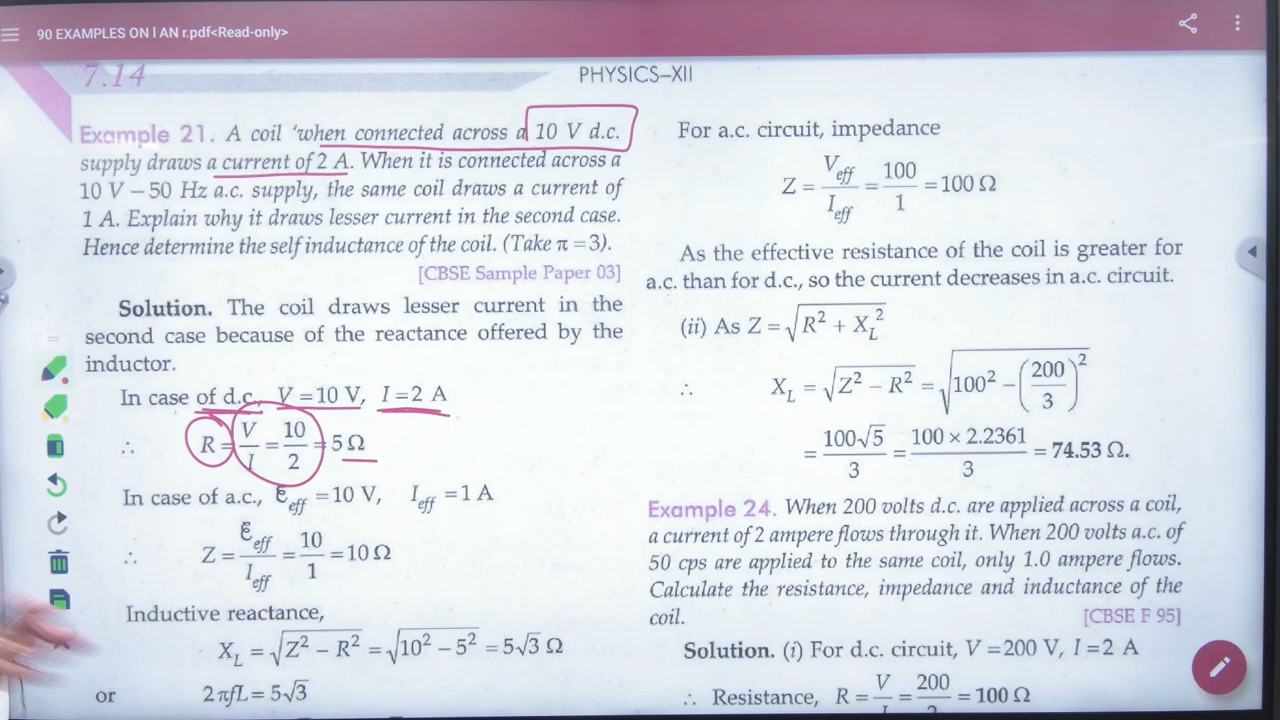 90 EXAMPLES ON I AN r.pdf<Read-only>
7.14
PHYSICS–XII
Example 21. A coil 'when connected across a 10 V d.c.
supply draws a current of 2 A. When it is connected across a
10 V – 50 Hz a.c. supply, the same coil draws a current of
1 A. Explain why it draws lesser current in the second case.
Hence determine the self inductance of the coil. (Take π = 3).
[CBSE Sample Paper 03]
Solution. The coil draws lesser current in the
second case because of the reactance offered by the
inductor.
In case of d.c., V = 10 V, I = 2 A
∴ R = V/I = 10/2 = 5 Ω
In case of a.c., ℰ_eff = 10 V, I_eff = 1 A
∴ Z = ℰ_eff/I_eff = 10/1 = 10 Ω
Inductive reactance,
X_L = √(Z² – R²) = √(10² – 5²) = 5√3 Ω
or 2πfL = 5√3
For a.c. circuit, impedance
Z = V_eff/I_eff = 100/1 = 100 Ω
As the effective resistance of the coil is greater for
a.c. than for d.c., so the current decreases in a.c. circuit.
(ii) As Z = √(R² + X_L²)
∴ X_L = √(Z² – R²) = √(100² – (200/3)²)
= 100√5/3 = 100 × 2.2361/3 = 74.53 Ω.
Example 24. When 200 volts d.c. are applied across a coil,
a current of 2 ampere flows through it. When 200 volts a.c. of
50 cps are applied to the same coil, only 1.0 ampere flows.
Calculate the resistance, impedance and inductance of the
coil. [CBSE F 95]
Solution. (i) For d.c. circuit, V = 200 V, I = 2 A
∴ Resistance, R = V/I = 200/2 = 100 Ω